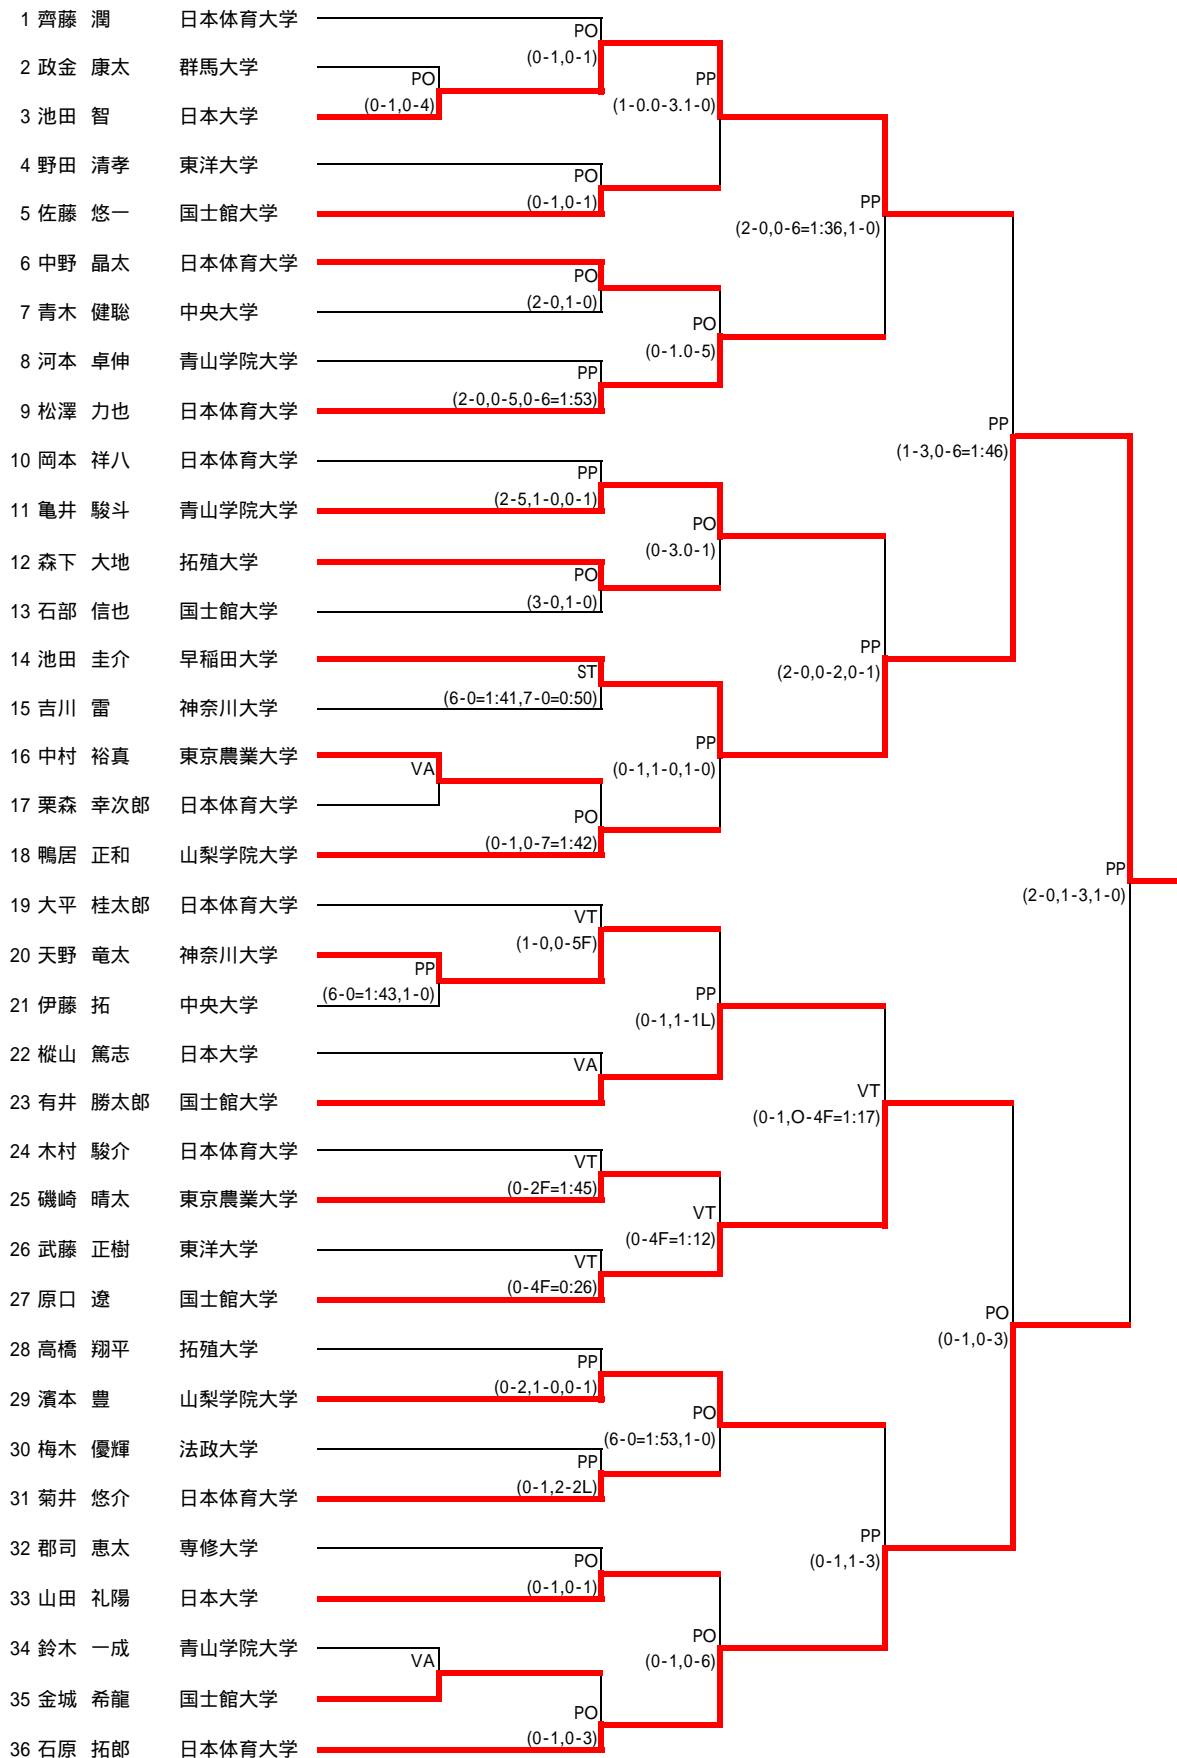 1 齊藤 潤 日本体育大学
PO
(0-1,0-1)
2 政金 康太 群馬大学
PO
(0-1,0-4)
PP
(1-0.0-3.1-0)
3 池田 智 日本大学
4 野田 清孝 東洋大学
PO
(0-1,0-1)
5 佐藤 悠一 国士館大学
PP
(2-0,0-6=1:36,1-0)
6 中野 晶太 日本体育大学
PO
(2-0,1-0)
7 青木 健聡 中央大学
PO
(0-1.0-5)
8 河本 卓伸 青山学院大学
PP
(2-0,0-5,0-6=1:53)
9 松澤 力也 日本体育大学
PP
(1-3,0-6=1:46)
10 岡本 祥八 日本体育大学
PP
(2-5,1-0,0-1)
11 亀井 駿斗 青山学院大学
PO
(0-3.0-1)
12 森下 大地 拓殖大学
PO
(3-0,1-0)
13 石部 信也 国士館大学
PP
(2-0,0-2,0-1)
14 池田 圭介 早稲田大学
ST
(6-0=1:41,7-0=0:50)
15 吉川 雷 神奈川大学
PP
(0-1,1-0,1-0)
16 中村 裕真 東京農業大学
VA
17 栗森 幸次郎 日本体育大学
PO
(0-1,0-7=1:42)
18 鴨居 正和 山梨学院大学
PP
(2-0,1-3,1-0)
19 大平 桂太郎 日本体育大学
VT
(1-0,0-5F)
20 天野 竜太 神奈川大学
PP
(6-0=1:43,1-0)
21 伊藤 拓 中央大学
PP
(0-1,1-1L)
22 樅山 篤志 日本大学
VA
23 有井 勝太郎 国士館大学
VT
(0-1,O-4F=1:17)
24 木村 駿介 日本体育大学
VT
(0-2F=1:45)
25 磯崎 晴太 東京農業大学
VT
(0-4F=1:12)
26 武藤 正樹 東洋大学
VT
(0-4F=0:26)
27 原口 遼 国士館大学
PO
(0-1,0-3)
28 高橋 翔平 拓殖大学
PP
(0-2,1-0,0-1)
29 濱本 豊 山梨学院大学
PO
(6-0=1:53,1-0)
30 梅木 優輝 法政大学
PP
(0-1,2-2L)
31 菊井 悠介 日本体育大学
PP
(0-1,1-3)
32 郡司 恵太 専修大学
PO
(0-1,0-1)
33 山田 礼陽 日本大学
PO
(0-1,0-6)
34 鈴木 一成 青山学院大学
VA
35 金城 希龍 国士館大学
PO
(0-1,0-3)
36 石原 拓郎 日本体育大学